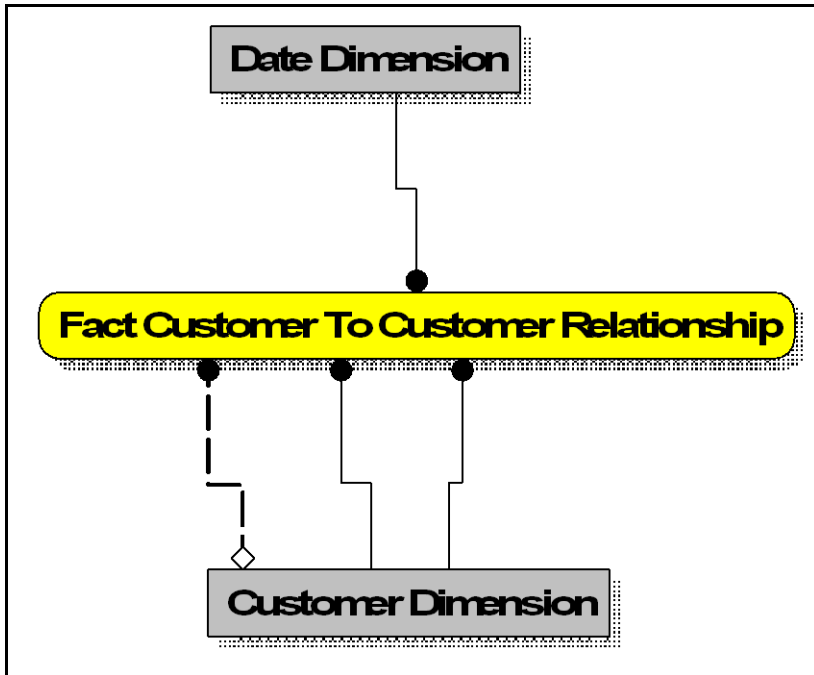 Date Dimension
Fact Customer To Customer Relationship
Customer Dimension